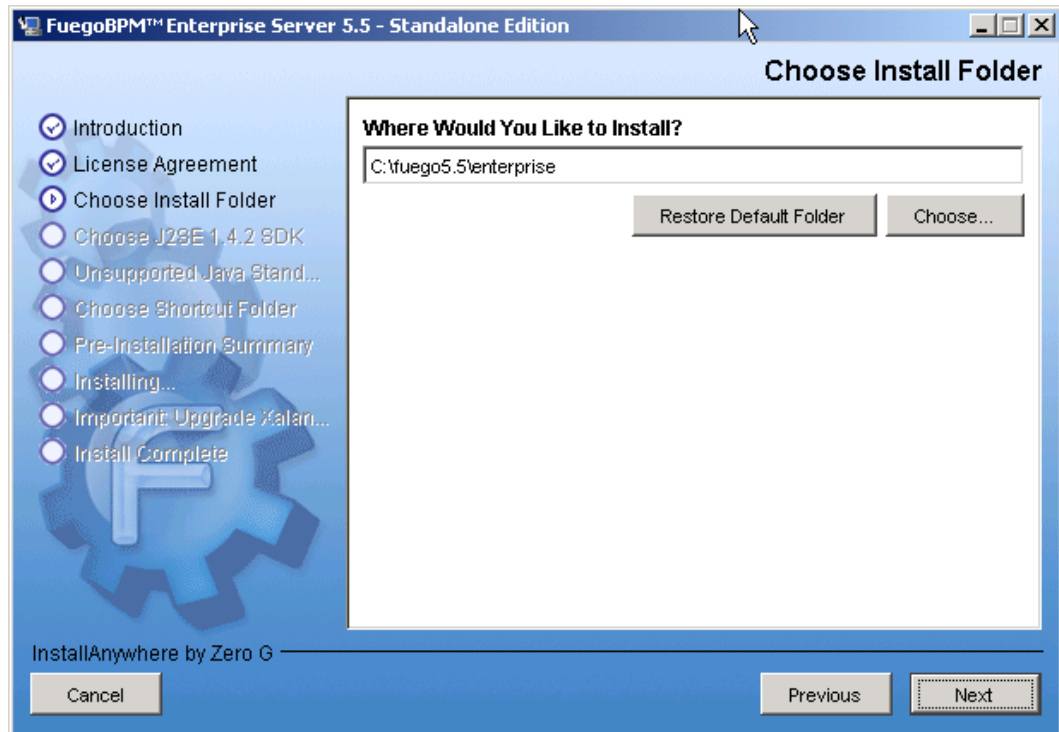 FuegoBPM™ Enterprise Server 5.5 - Standalone Edition
Choose Install Folder
Introduction
License Agreement
Choose Install Folder
Choose J2SE 1.4.2 SDK
Unsupported Java Stand...
Choose Shortcut Folder
Pre-Installation Summary
Installing...
Important: Upgrade Xalan...
Install Complete
Where Would You Like to Install?
C:\fuego5.5\enterprise
Restore Default Folder
Choose...
InstallAnywhere by Zero G
Cancel
Previous
Next